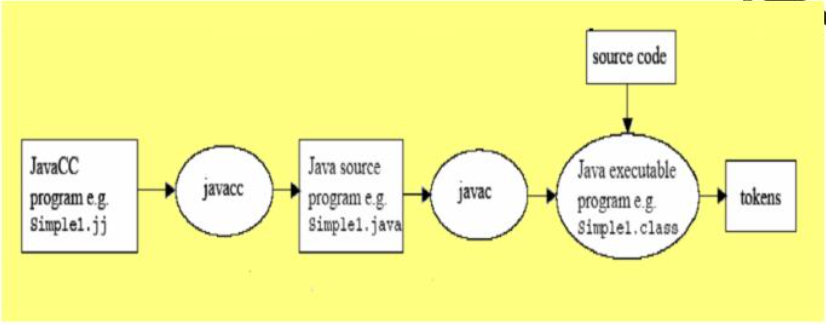 source code
JavaCC
program e.g.
Simple1.jj
javacc
Java source
program e.g.
Simple1.java
javac
Java executable
program e.g.
Simple1.class
tokens